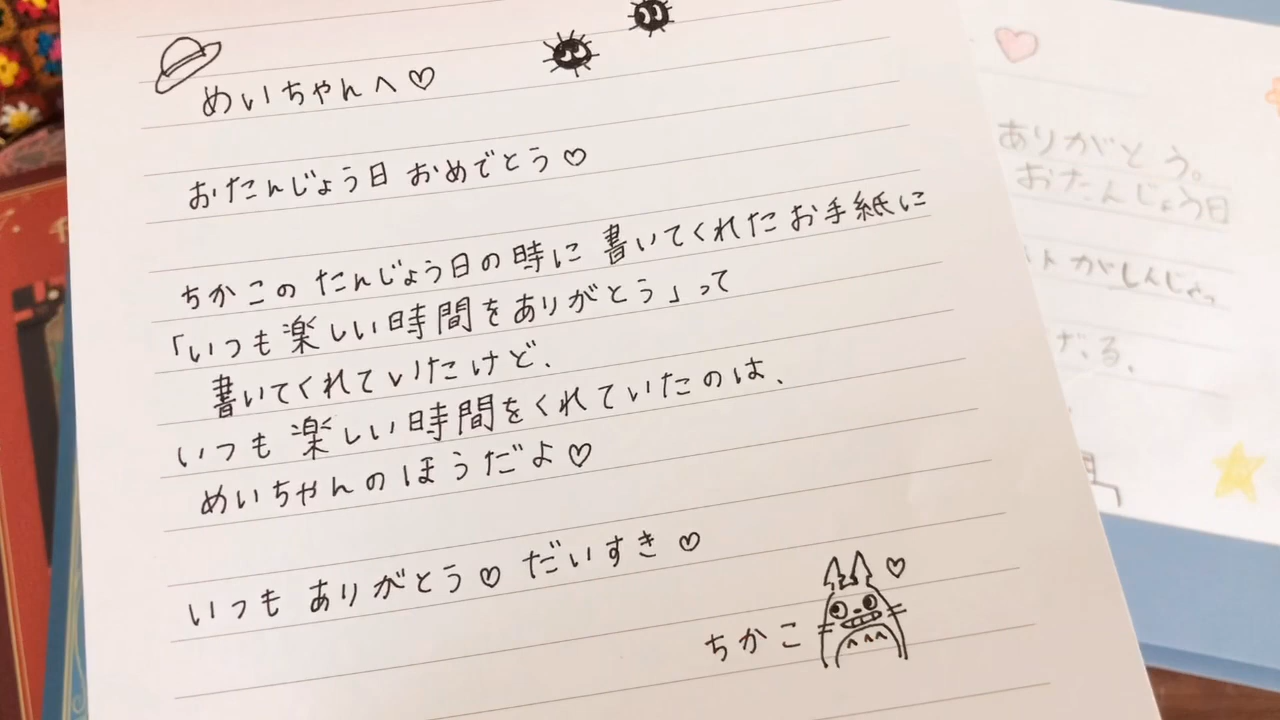 めいちゃんへ♡
おたんじょう日 おめでとう♡
ちかこの たんじょう日の時に 書いてくれた お手紙に
「いつも楽しい時間をありがとう」って
書いてくれていたけど、
いつも 楽しい時間をくれていたのは、
めいちゃんの ほうだよ♡
いつも ありがとう♡ だいすき♡
ちかこ
ありがとう。
おたんじょう日
がしんじゃっ